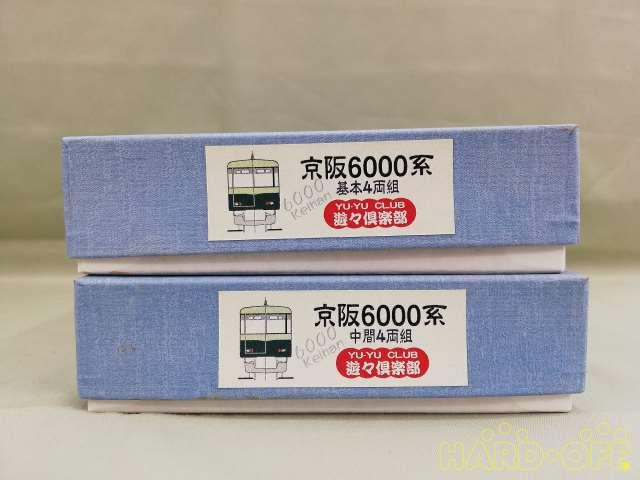 京阪6000系
基本4両組
6000
Keihan
YU-YU CLUB
遊々倶楽部
京阪6000系
中間4両組
6000
Keihan
YU-YU CLUB
遊々倶楽部
HARD-OFF